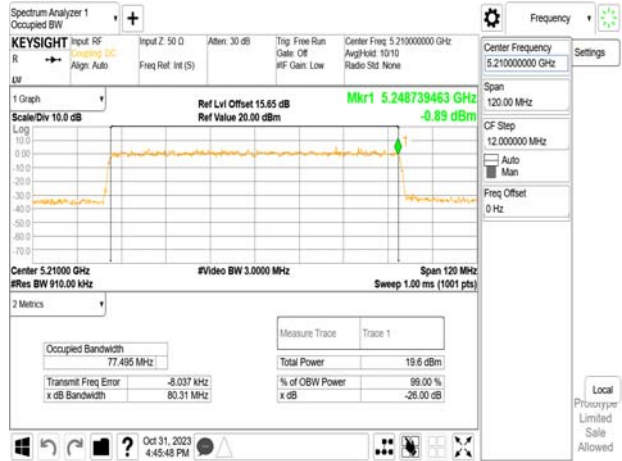 Spectrum Analyzer 1
Occupied BW
Frequency
KEYSIGHT Input: RF Input Z: 50 Ω Atten: 30 dB Trig: Free Run Center Freq: 5.210000000 GHz
R Coupling: DC Gate: Off Avg|Hold: 10/10
Align: Auto Freq Ref: Int (S) #IF Gain: Low Radio Std: None
LXI
Center Frequency
5.210000000 GHz
Settings
Span
120.00 MHz
CF Step
12.000000 MHz
Auto
Man
Freq Offset
0 Hz
1 Graph Ref Lvl Offset 15.65 dB Mkr1 5.248739463 GHz
Scale/Div 10.0 dB Ref Value 20.00 dBm -0.89 dBm
Log
10.0
0.00
-10.0
-20.0
-30.0
-40.0
-50.0
-60.0
-70.0
1
Center 5.21000 GHz #Video BW 3.0000 MHz Span 120 MHz
#Res BW 910.00 kHz Sweep 1.00 ms (1001 pts)
2 Metrics
Measure Trace Trace 1
Occupied Bandwidth
77.495 MHz Total Power 19.6 dBm
Transmit Freq Error -8.037 kHz % of OBW Power 99.00 %
x dB Bandwidth 80.31 MHz x dB -26.00 dB
Local
Prototype
Limited
Sale
Allowed
Oct 31, 2023
4:45:48 PM